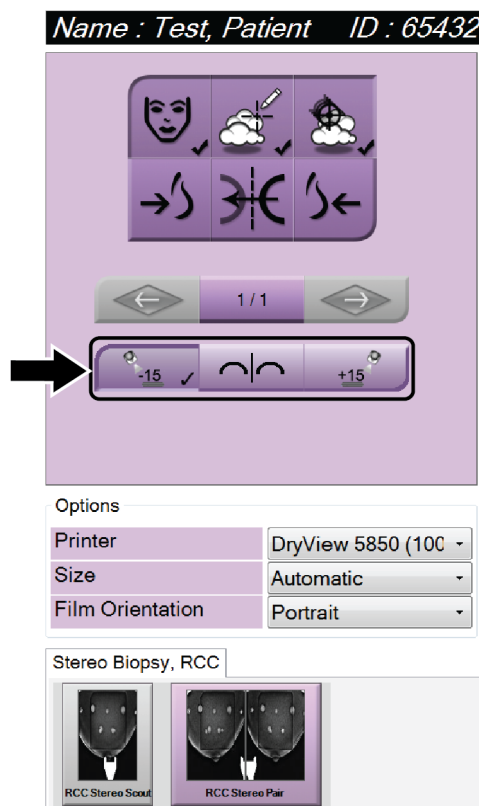 Name : Test, Patient ID : 65432
1 / 1
-15 +15
Options
Printer DryView 5850 (100
Size Automatic
Film Orientation Portrait
Stereo Biopsy, RCC
RCC Stereo Scout RCC Stereo Pair